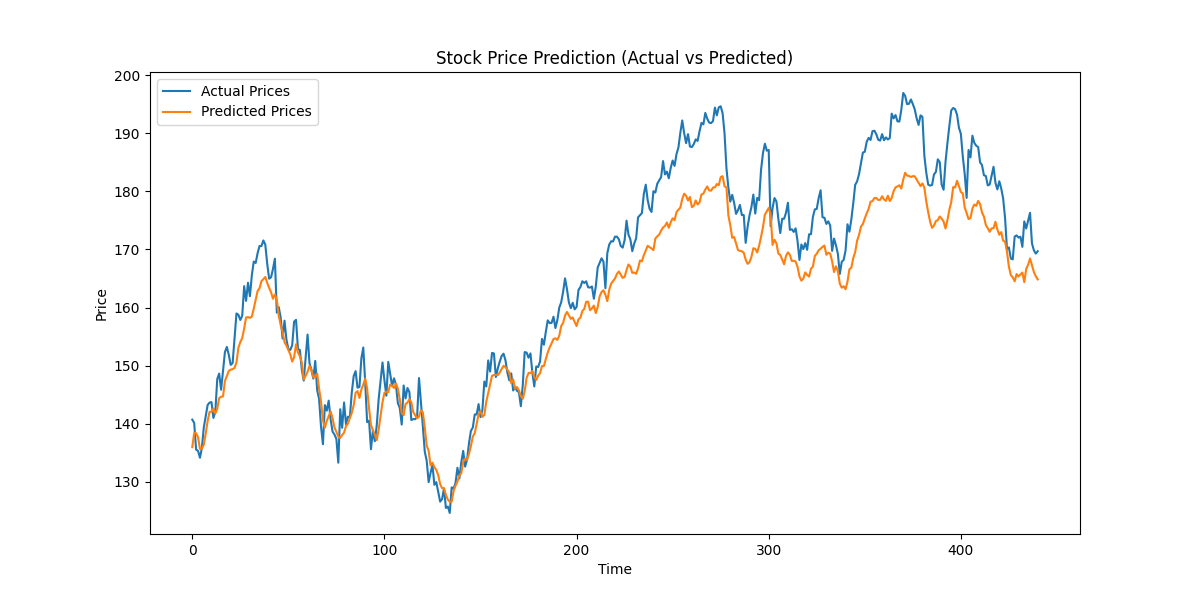 Stock Price Prediction (Actual vs Predicted)
Actual Prices
Predicted Prices
200
190
180
170
160
150
140
130
Price
0 100 200 300 400
Time